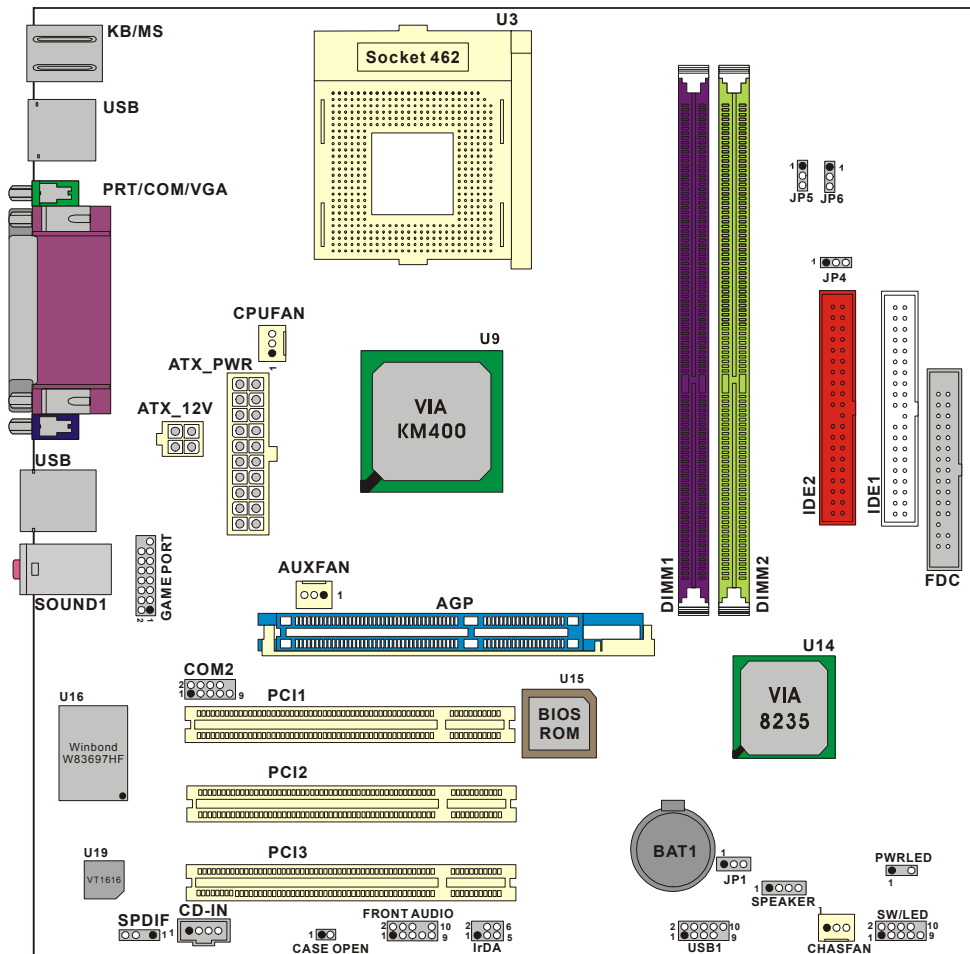 KB/MS
U3
Socket 462
USB
PRT/COM/VGA
1
JP5
1
JP6
1
JP4
CPUFAN
1
U9
ATX_PWR
VIA
KM400
ATX_12V
USB
IDE2
IDE1
FDC
GAME PORT
2 1
SOUND1
AUXFAN
1
DIMM1
DIMM2
AGP
U14
VIA
8235
COM2
2
1 9
U16
Winbond
W83697HF
PCI1
U15
BIOS
ROM
PCI2
BAT1
1
JP1
PWRLED
1
U19
VT1616
PCI3
1
SPEAKER
SPDIF
1
CD-IN
1
1
CASE OPEN
FRONT AUDIO
2 10
1 9
6
2
1 5
IrDA
2 10
1 9
USB1
1
CHASFAN
SW/LED
2 10
1 9